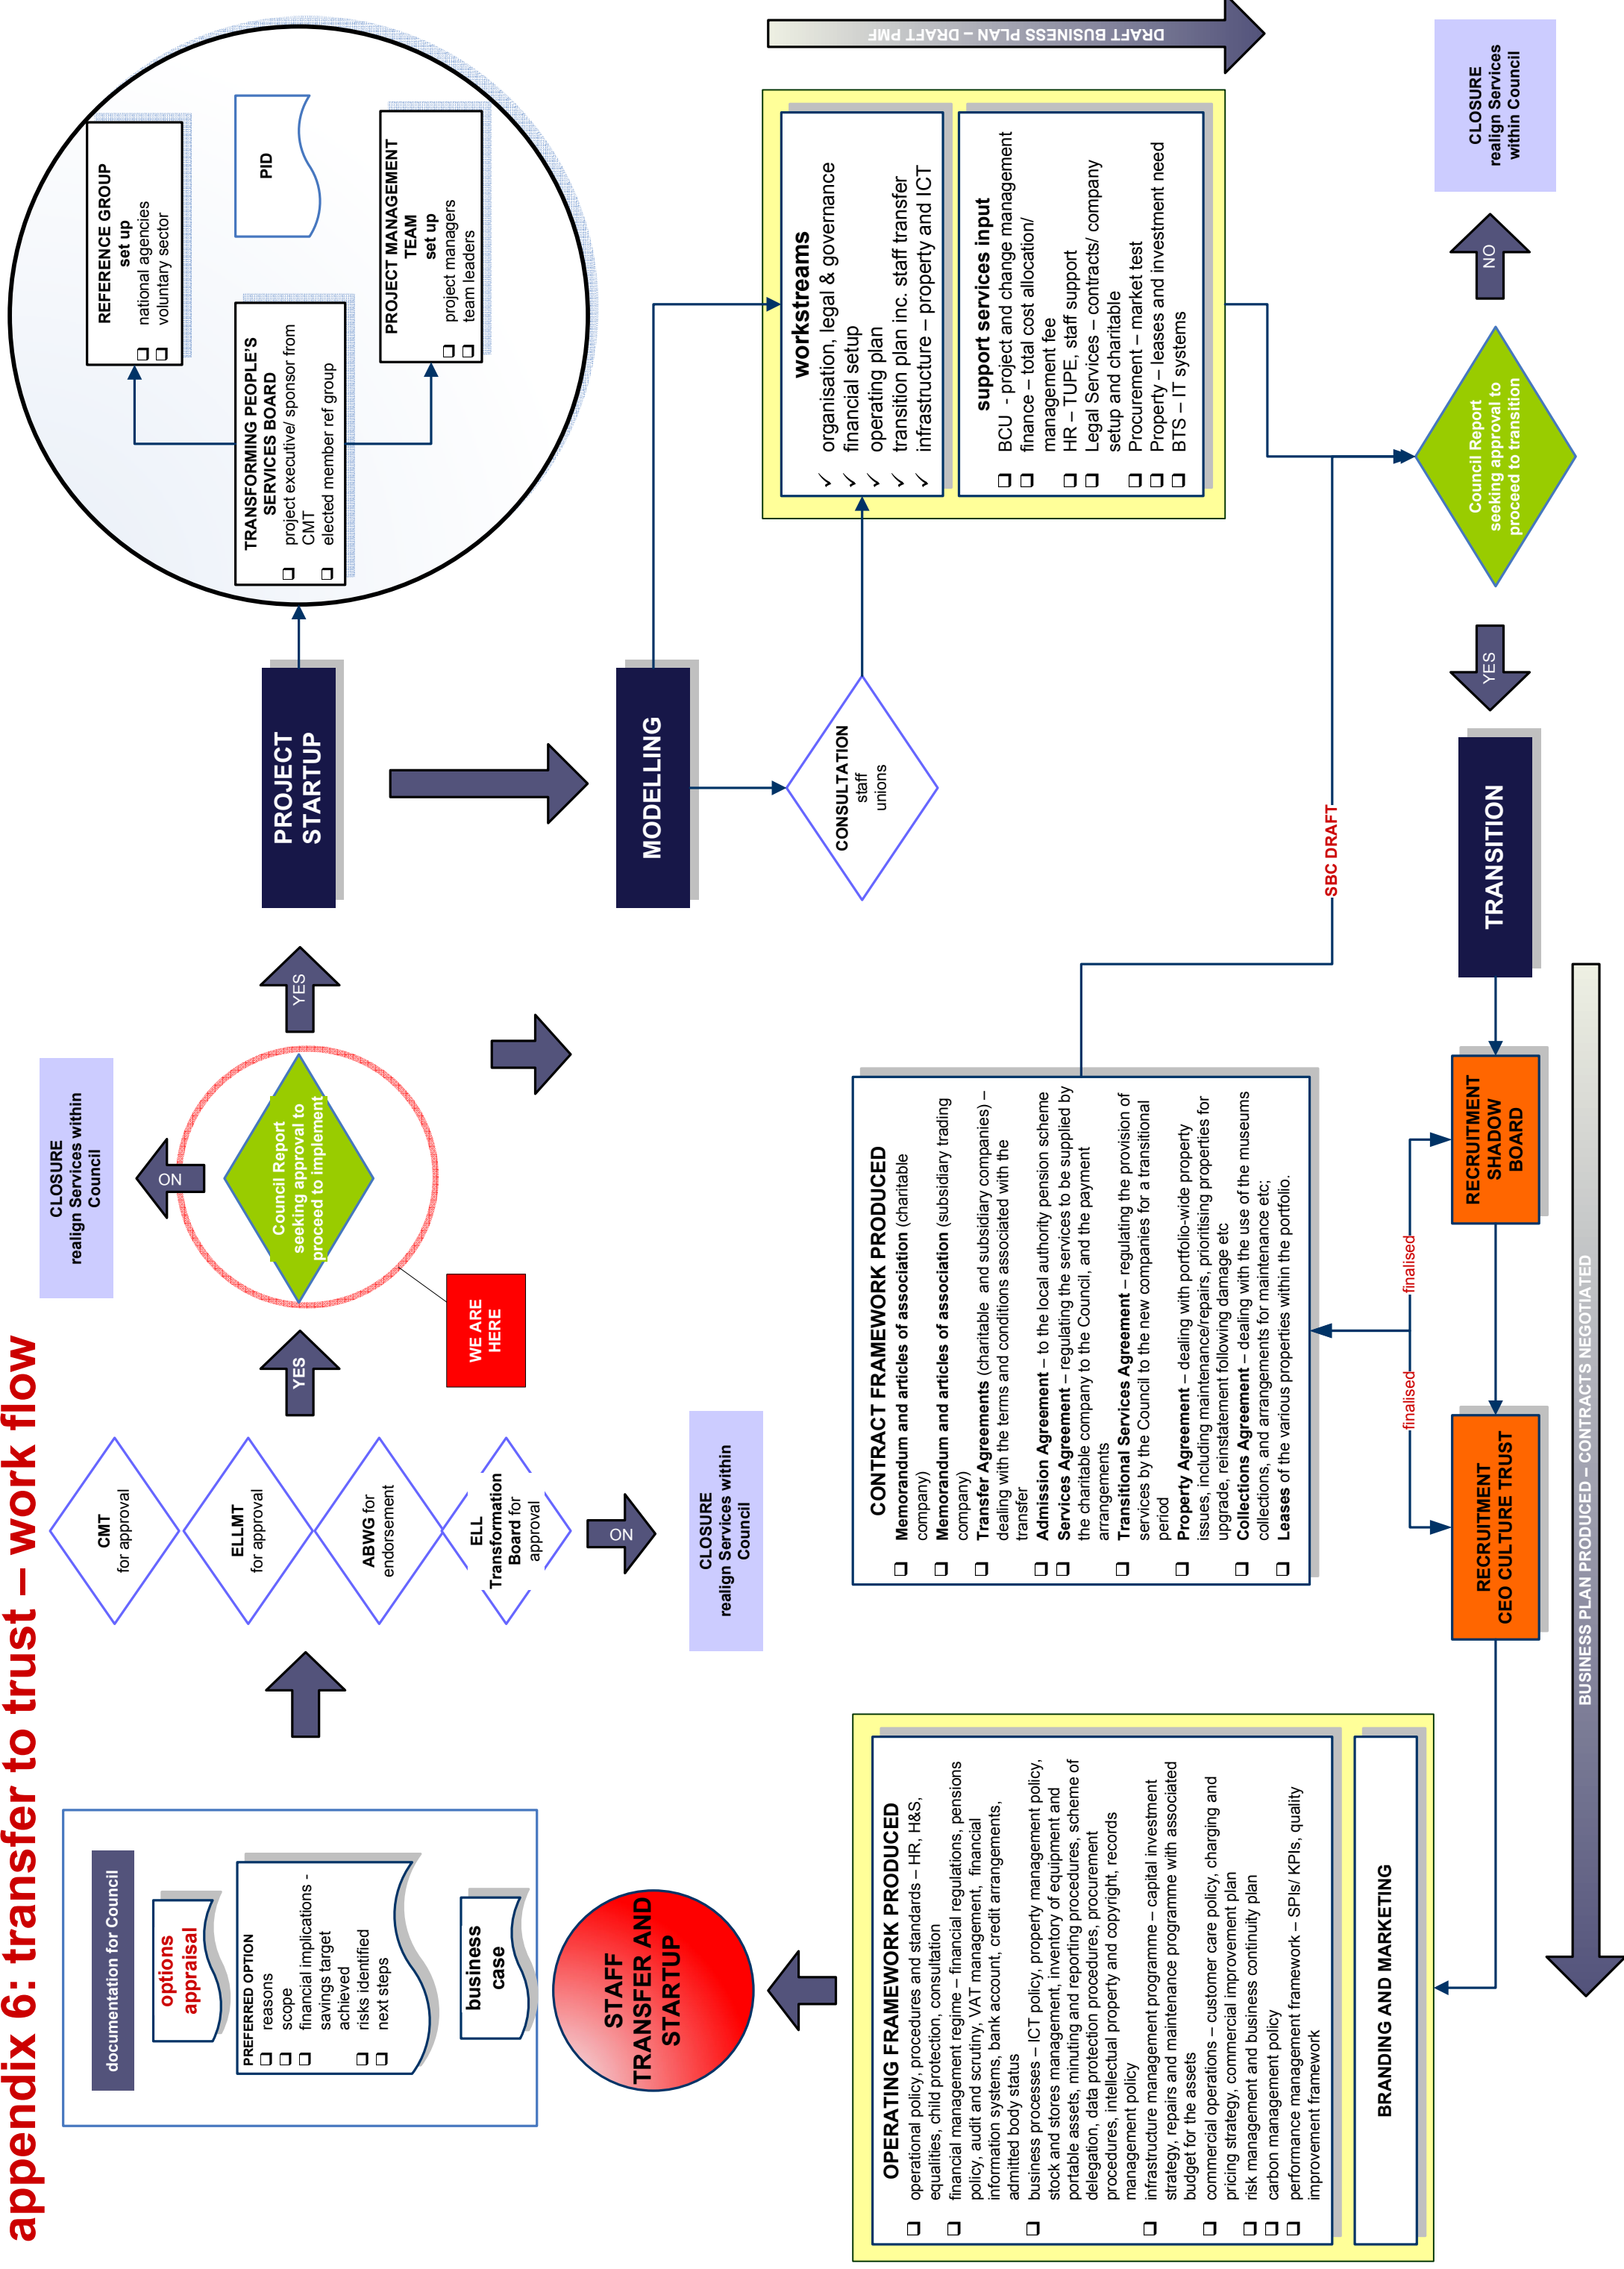 appendix 6: transfer to trust – work flow
documentation for Council
options
appraisal
PREFERRED OPTION
❑ reasons
❑ scope
❑ financial implications -
savings target
achieved
❑ risks identified
❑ next steps
business
case
CMT
for approval
ELLMT
for approval
ABWG for
endorsement
ELL
Transformation
Board for
approval
ON
CLOSURE
realign Services within
Council
YES
WE ARE
HERE
Council Report
seeking approval to
proceed to implement
ON
CLOSURE
realign Services within
Council
YES
PROJECT
STARTUP
TRANSFORMING PEOPLE'S
SERVICES BOARD
❑ project executive/ sponsor from
CMT
❑ elected member ref group
REFERENCE GROUP
set up
❑ national agencies
❑ voluntary sector
PID
PROJECT MANAGEMENT
TEAM
set up
❑ project managers
❑ team leaders
MODELLING
CONSULTATION
staff
unions
workstreams
✓ organisation, legal & governance
✓ financial setup
✓ operating plan
✓ transition plan inc. staff transfer
✓ infrastructure – property and ICT
support services input
❑ BCU - project and change management
❑ finance – total cost allocation/
management fee
❑ HR – TUPE, staff support
❑ Legal Services – contracts/ company
setup and charitable
❑ Procurement – market test
❑ Property – leases and investment need
❑ BTS – IT systems
DRAFT BUSINESS PLAN – DRAFT PMF
Council Report
seeking approval to
proceed to transition
NO
CLOSURE
realign Services
within Council
YES
TRANSITION
SBC DRAFT
CONTRACT FRAMEWORK PRODUCED
❑ Memorandum and articles of association (charitable
company)
❑ Memorandum and articles of association (subsidiary trading
company)
❑ Transfer Agreements (charitable and subsidiary companies) –
dealing with the terms and conditions associated with the
transfer
❑ Admission Agreement – to the local authority pension scheme
❑ Services Agreement – regulating the services to be supplied by
the charitable company to the Council, and the payment
arrangements
❑ Transitional Services Agreement – regulating the provision of
services by the Council to the new companies for a transitional
period
❑ Property Agreement – dealing with portfolio-wide property
issues, including maintenance/repairs, prioritising properties for
upgrade, reinstatement following damage etc
❑ Collections Agreement – dealing with the use of the museums
collections, and arrangements for maintenance etc;
❑ Leases of the various properties within the portfolio.
finalised
finalised
RECRUITMENT
SHADOW
BOARD
RECRUITMENT
CEO CULTURE TRUST
BUSINESS PLAN PRODUCED – CONTRACTS NEGOTIATED
OPERATING FRAMEWORK PRODUCED
❑ operational policy, procedures and standards – HR, H&S,
equalities, child protection, consultation
❑ financial management regime – financial regulations, pensions
policy, audit and scrutiny, VAT management, financial
information systems, bank account, credit arrangements,
admitted body status
❑ business processes – ICT policy, property management policy,
stock and stores management, inventory of equipment and
portable assets, minuting and reporting procedures, scheme of
delegation, data protection procedures, procurement
procedures, intellectual property and copyright, records
management policy
❑ infrastructure management programme – capital investment
strategy, repairs and maintenance programme with associated
budget for the assets
❑ commercial operations – customer care policy, charging and
pricing strategy, commercial improvement plan
❑ risk management and business continuity plan
❑ carbon management policy
❑ performance management framework – SPIs/ KPIs, quality
improvement framework
BRANDING AND MARKETING
STAFF
TRANSFER AND
STARTUP